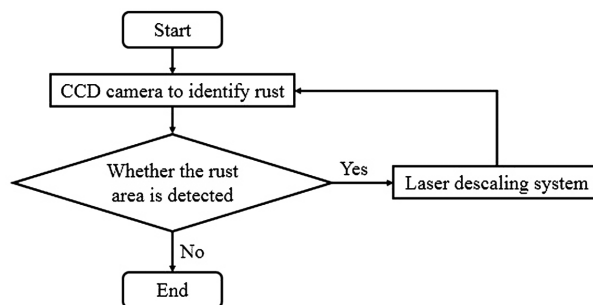 Start
CCD camera to identify rust
Whether the rust
area is detected
Yes
Laser descaling system
No
End